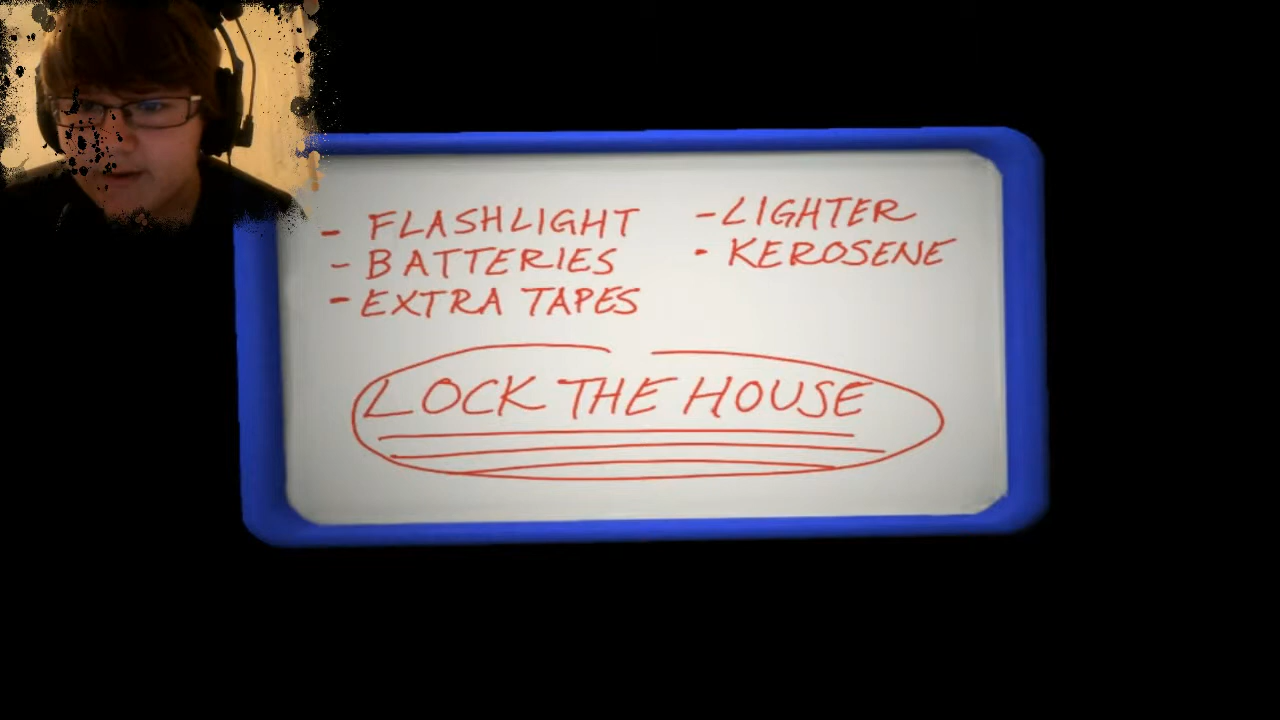 - FLASHLIGHT
- BATTERIES
- EXTRA TAPES
- LIGHTER
- KEROSENE
LOCK THE HOUSE